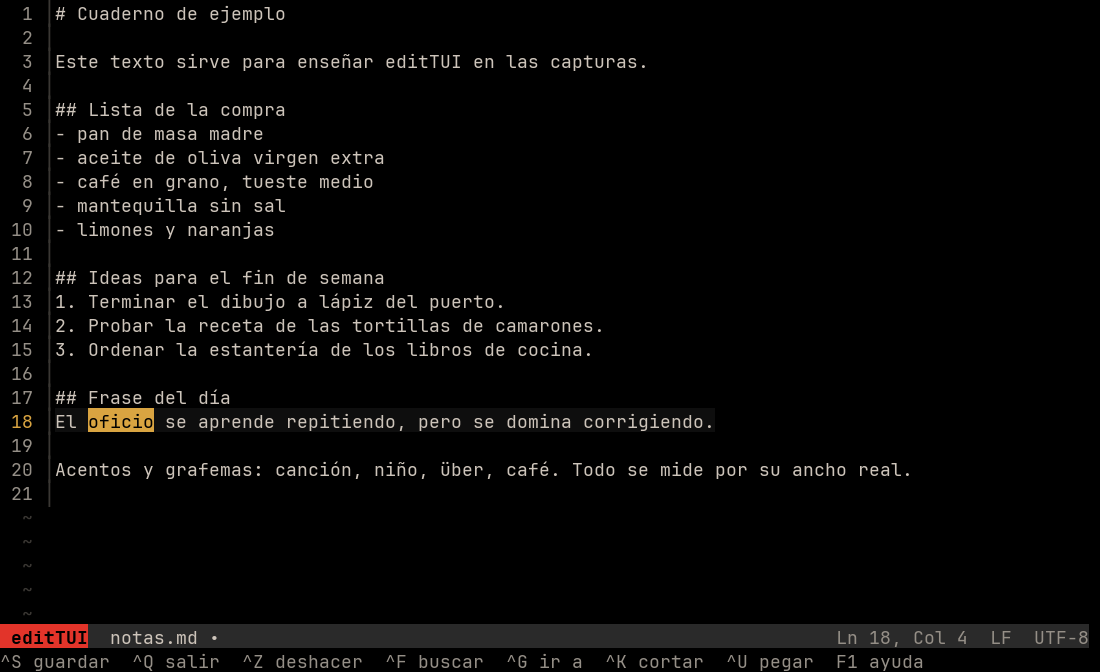 1 # Cuaderno de ejemplo
2
3 Este texto sirve para enseñar editTUI en las capturas.
4
5 ## Lista de la compra
6 - pan de masa madre
7 - aceite de oliva virgen extra
8 - café en grano, tueste medio
9 - mantequilla sin sal
10 - limones y naranjas
11
12 ## Ideas para el fin de semana
13 1. Terminar el dibujo a lápiz del puerto.
14 2. Probar la receta de las tortillas de camarones.
15 3. Ordenar la estantería de los libros de cocina.
16
17 ## Frase del día
18 El oficio se aprende repitiendo, pero se domina corrigiendo.
19
20 Acentos y grafemas: canción, niño, über, café. Todo se mide por su ancho real.
21
~
~
~
~
~
editTUI notas.md • Ln 18, Col 4 LF UTF-8
^S guardar ^Q salir ^Z deshacer ^F buscar ^G ir a ^K cortar ^U pegar F1 ayuda